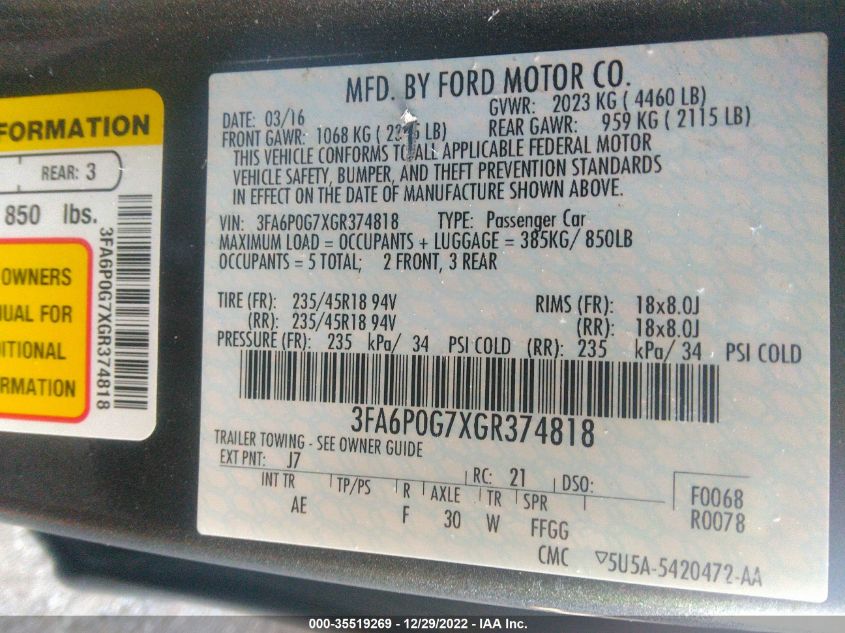 FORMATION
REAR: 3
850 lbs.
OWNERS
UAL FOR
DITIONAL
ORMATION
3FA6P0G7XGR374818
MFD. BY FORD MOTOR CO.
DATE: 03/16 GVWR: 2023 KG ( 4460 LB)
FRONT GAWR: 1068 KG ( LB) REAR GAWR: 959 KG ( 2115 LB)
THIS VEHICLE CONFORMS TO ALL APPLICABLE FEDERAL MOTOR
VEHICLE SAFETY, BUMPER, AND THEFT PREVENTION STANDARDS
IN EFFECT ON THE DATE OF MANUFACTURE SHOWN ABOVE.
VIN: 3FA6P0G7XGR374818 TYPE: Passenger Car
MAXIMUM LOAD = OCCUPANTS + LUGGAGE = 385KG/ 850LB
OCCUPANTS = 5 TOTAL; 2 FRONT, 3 REAR
TIRE (FR): 235/45R18 94V RIMS (FR): 18x8.0J
(RR): 235/45R18 94V (RR): 18x8.0J
PRESSURE (FR): 235 kPa/ 34 PSI COLD (RR): 235 kPa/ 34 PSI COLD
3FA6P0G7XGR374818
TRAILER TOWING - SEE OWNER GUIDE
EXT PNT: J7 RC: 21 DSO:
INT TR TP/PS R AXLE TR SPR F0068
AE F 30 W FFGG R0078
CMC ▽5U5A-5420472-AA
000-35519269 - 12/29/2022 - IAA Inc.